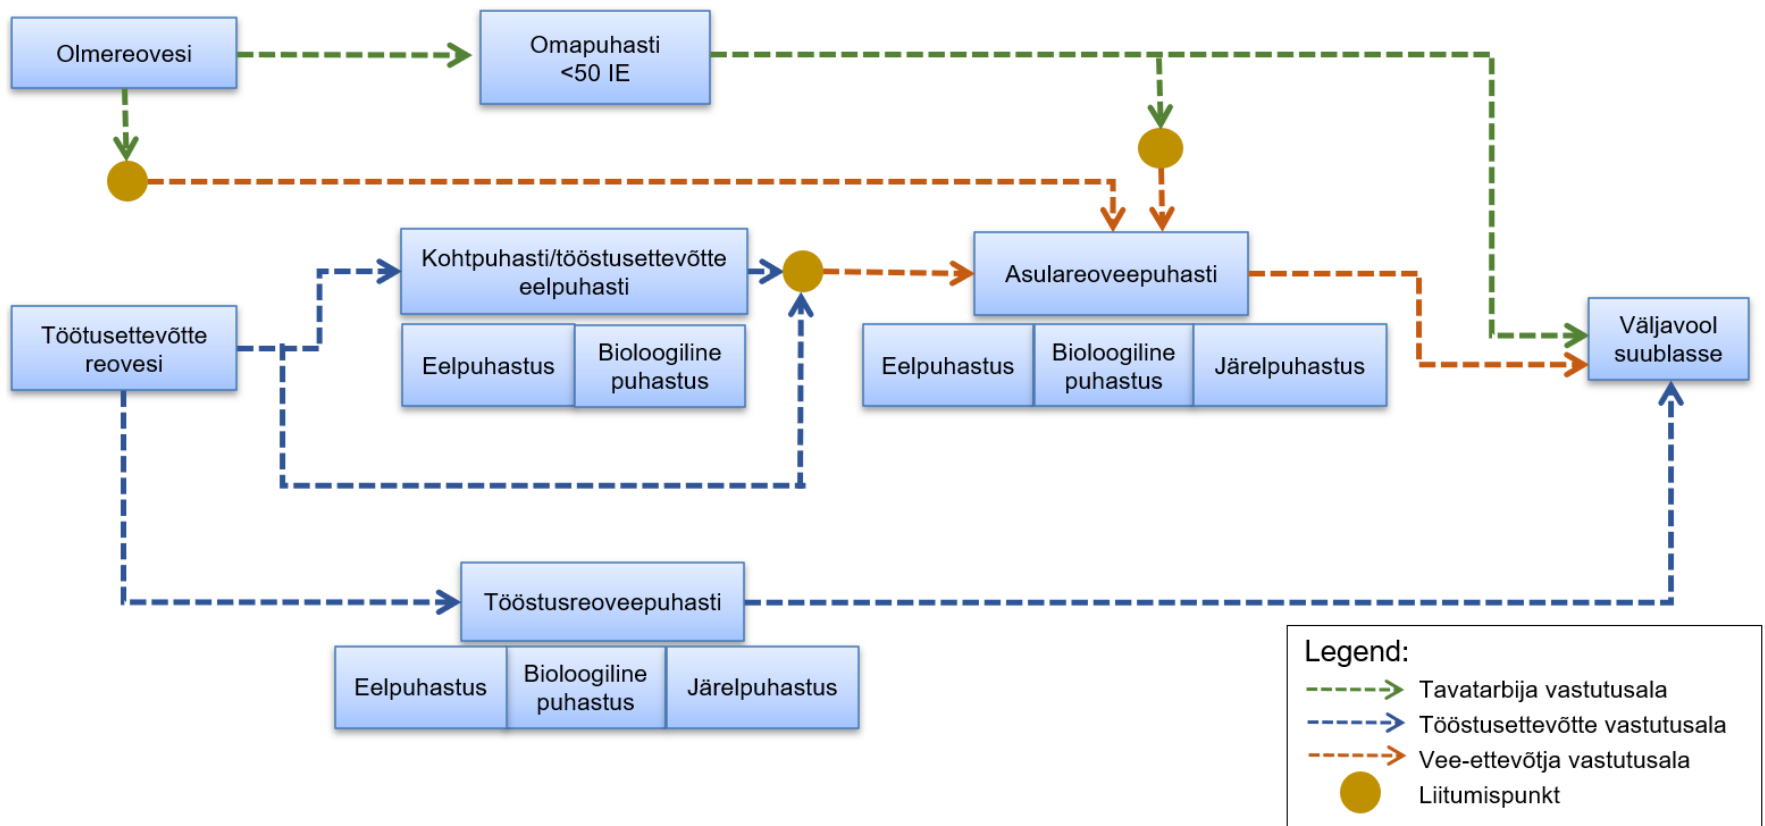 Olmereovesi
Omapuhasti
<50 IE
Kohtpuhasti/tööstusettevõtte
eelpuhasti
Eelpuhastus
Bioloogiline
puhastus
Asulareoveepuhasti
Eelpuhastus
Bioloogiline
puhastus
Järelpuhastus
Töötusettevõtte
reovesi
Väljavool
suublasse
Tööstusreoveepuhasti
Eelpuhastus
Bioloogiline
puhastus
Järelpuhastus
Legend:
Tavatarbija vastutusala
Tööstusettevõtte vastutusala
Vee-ettevõtja vastutusala
Liitumispunkt